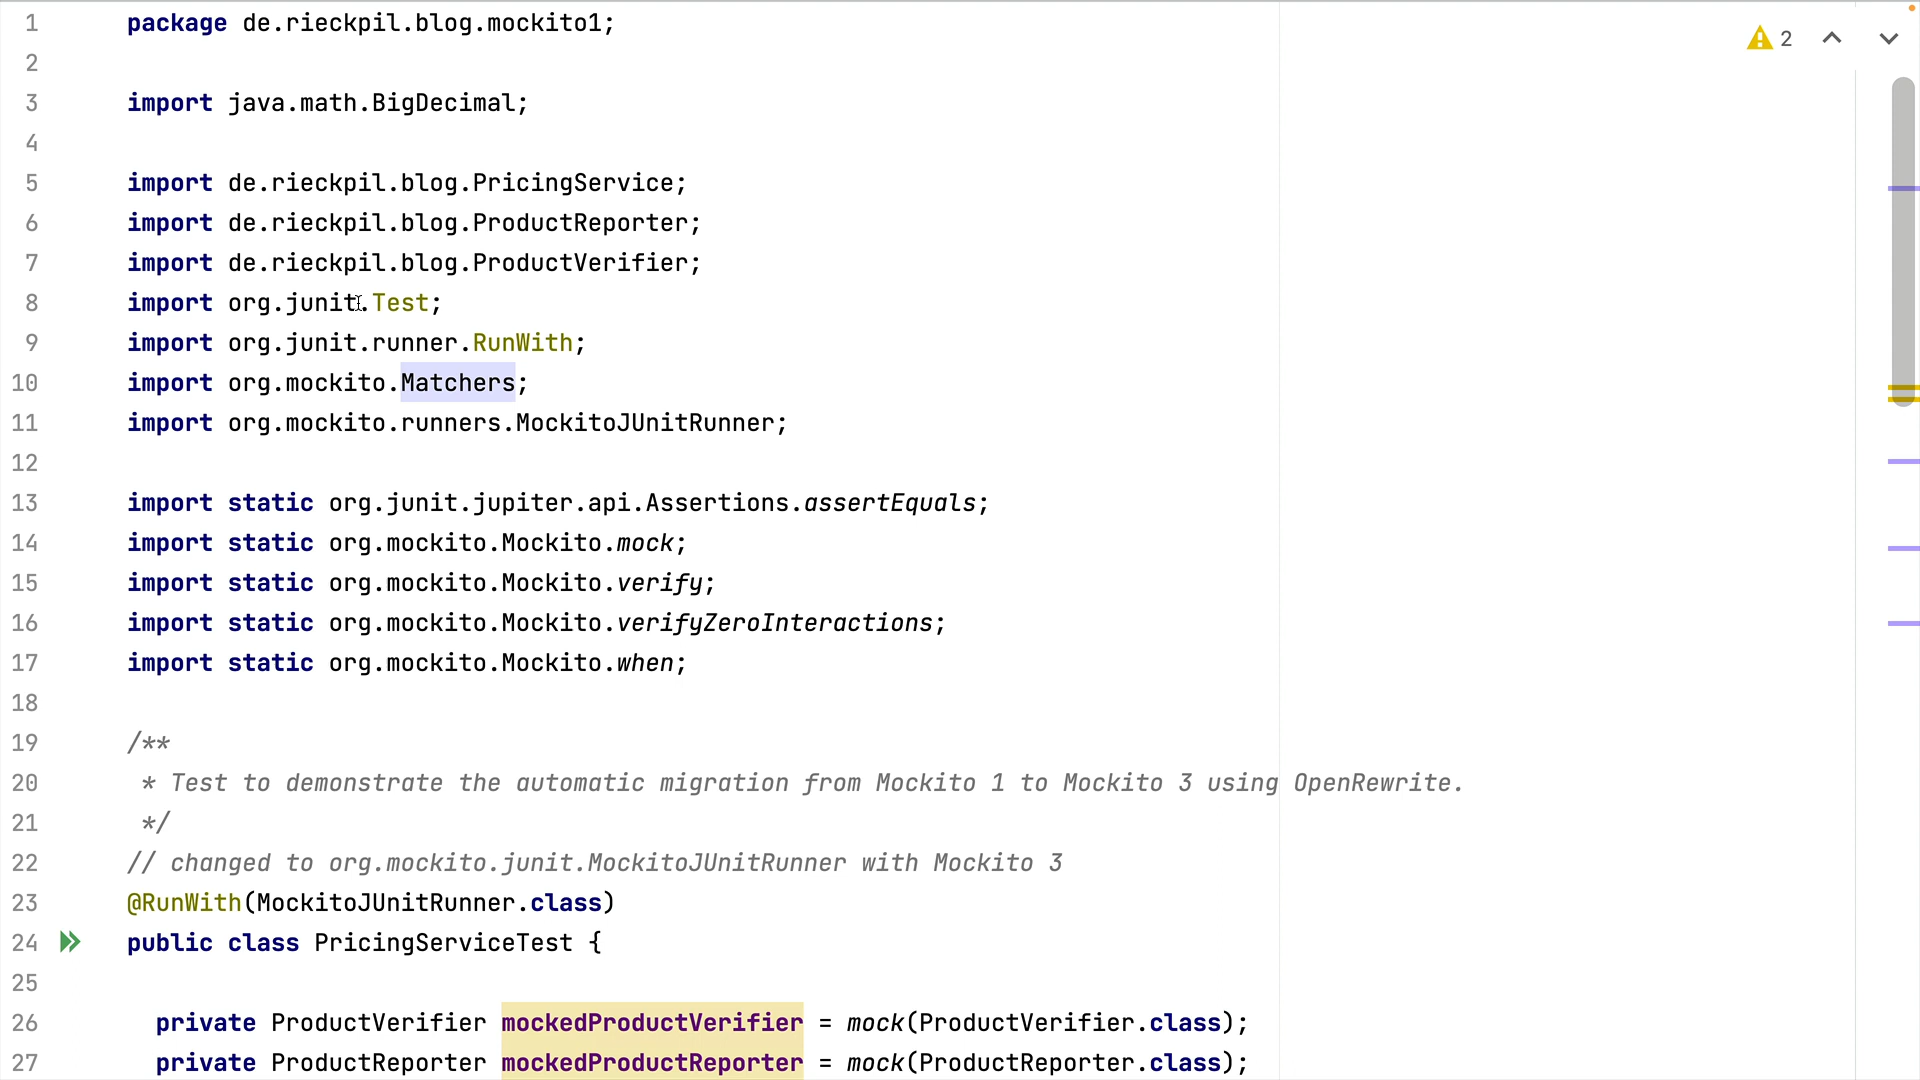 1 package de.rieckpil.blog.mockito1;
2
3 import java.math.BigDecimal;
4
5 import de.rieckpil.blog.PricingService;
6 import de.rieckpil.blog.ProductReporter;
7 import de.rieckpil.blog.ProductVerifier;
8 import org.junit.Test;
9 import org.junit.runner.RunWith;
10 import org.mockito.Matchers;
11 import org.mockito.runners.MockitoJUnitRunner;
12
13 import static org.junit.jupiter.api.Assertions.assertEquals;
14 import static org.mockito.Mockito.mock;
15 import static org.mockito.Mockito.verify;
16 import static org.mockito.Mockito.verifyZeroInteractions;
17 import static org.mockito.Mockito.when;
18
19 /**
20 * Test to demonstrate the automatic migration from Mockito 1 to Mockito 3 using OpenRewrite.
21 */
22 // changed to org.mockito.junit.MockitoJUnitRunner with Mockito 3
23 @RunWith(MockitoJUnitRunner.class)
24 public class PricingServiceTest {
25
26 private ProductVerifier mockedProductVerifier = mock(ProductVerifier.class);
27 private ProductReporter mockedProductReporter = mock(ProductReporter.class);
2